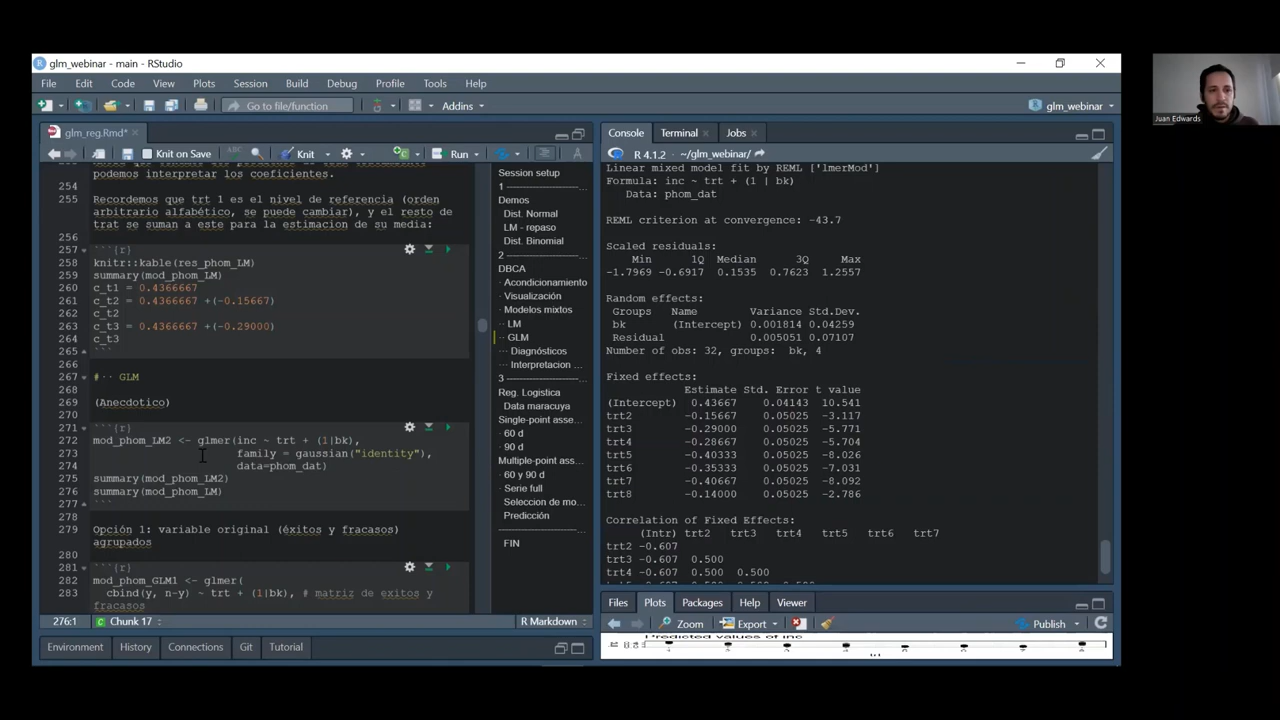 glm_webinar - main - RStudio
File Edit Code View Plots Session Build Debug Profile Tools Help
Go to file/function Addins glm_webinar
glm_reg.Rmd*
Knit on Save Knit Run
254
podemos interpretar los coeficientes.
255 Recordemos que trt 1 es el nivel de referencia (orden
arbitrario alfabético, se puede cambiar), y el resto de
trat se suman a este para la estimacion de su media:
256
257 ```{r}
258 knitr::kable(res_phom_LM)
259 summary(mod_phom_LM)
260 c_t1 = 0.4366667
261 c_t2 = 0.4366667 +(-0.15667)
262 c_t2
263 c_t3 = 0.4366667 +(-0.29000)
264 c_t3
265 ```
266
267 #·· GLM
268
269 (Anecdotico)
270
271 ```{r}
272 mod_phom_LM2 <- glmer(inc ~ trt + (1|bk),
273 family = gaussian("identity"),
274 data=phom_dat)
275 summary(mod_phom_LM2)
276 summary(mod_phom_LM)
277 ```
278
279 Opción 1: variable original (éxitos y fracasos)
agrupados
280
281 ```{r}
282 mod_phom_GLM1 <- glmer(
283 cbind(y, n-y) ~ trt + (1|bk), # matriz de exitos y
fracasos
276:1 Chunk 17 R Markdown
Environment History Connections Git Tutorial
Session setup
1 ----------------...
Demos
Dist. Normal
LM - repaso
Dist. Binomial
2 ----------------...
DBCA
· Acondicionamiento
· Visualización
· Modelos mixtos
·· LM
·· GLM
··· Diagnósticos
··· Interpretacion ...
3 ----------------...
Reg. Logistica
Data maracuya
Single-point asse...
· 60 d
· 90 d
Multiple-point ass...
· 60 y 90 d
· Serie full
Seleccion de mo...
Predicción
FIN
Console Terminal Jobs
R 4.1.2 · ~/glm_webinar/
Linear mixed model fit by REML ['lmerMod']
Formula: inc ~ trt + (1 | bk)
Data: phom_dat
REML criterion at convergence: -43.7
Scaled residuals:
Min 1Q Median 3Q Max
-1.7969 -0.6917 0.1535 0.7623 1.2557
Random effects:
Groups Name Variance Std.Dev.
bk (Intercept) 0.001814 0.04259
Residual 0.005051 0.07107
Number of obs: 32, groups: bk, 4
Fixed effects:
Estimate Std. Error t value
(Intercept) 0.43667 0.04143 10.541
trt2 -0.15667 0.05025 -3.117
trt3 -0.29000 0.05025 -5.771
trt4 -0.28667 0.05025 -5.704
trt5 -0.40333 0.05025 -8.026
trt6 -0.35333 0.05025 -7.031
trt7 -0.40667 0.05025 -8.092
trt8 -0.14000 0.05025 -2.786
Correlation of Fixed Effects:
(Intr) trt2 trt3 trt4 trt5 trt6 trt7
trt2 -0.607
trt3 -0.607 0.500
trt4 -0.607 0.500 0.500
Files Plots Packages Help Viewer
Zoom Export Publish
Predicted values of inc
Juan Edwards